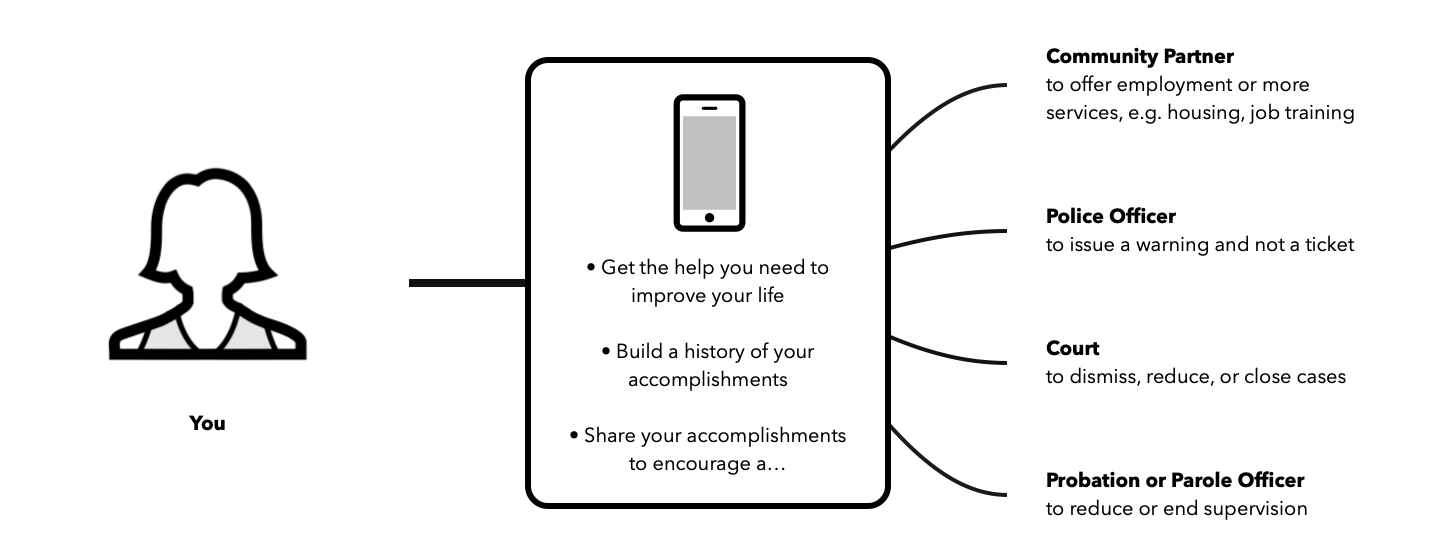 You
• Get the help you need to
improve your life
• Build a history of your
accomplishments
• Share your accomplishments
to encourage a…
Community Partner
to offer employment or more
services, e.g. housing, job training
Police Officer
to issue a warning and not a ticket
Court
to dismiss, reduce, or close cases
Probation or Parole Officer
to reduce or end supervision